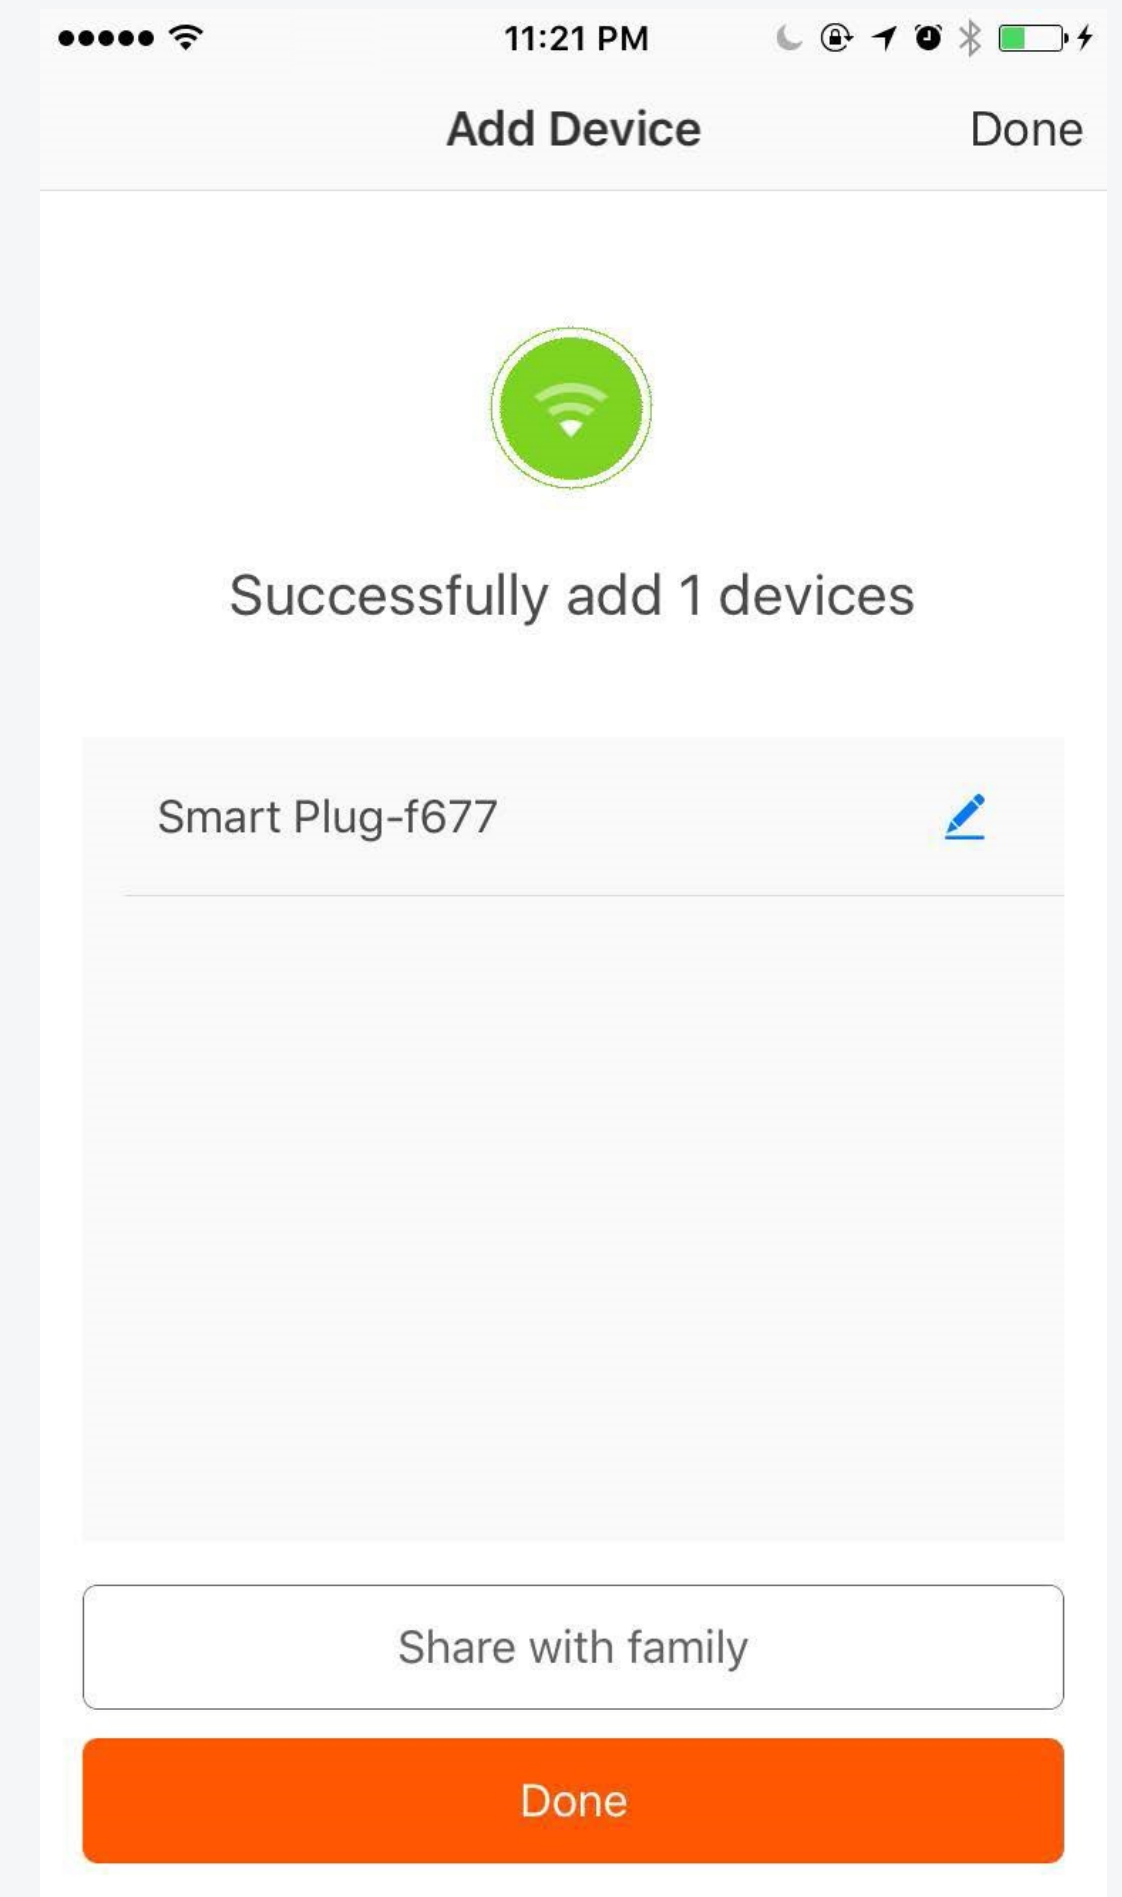 11:21 PM
Add Device
Done
Successfully add 1 devices
Smart Plug-f677
Share with family
Done